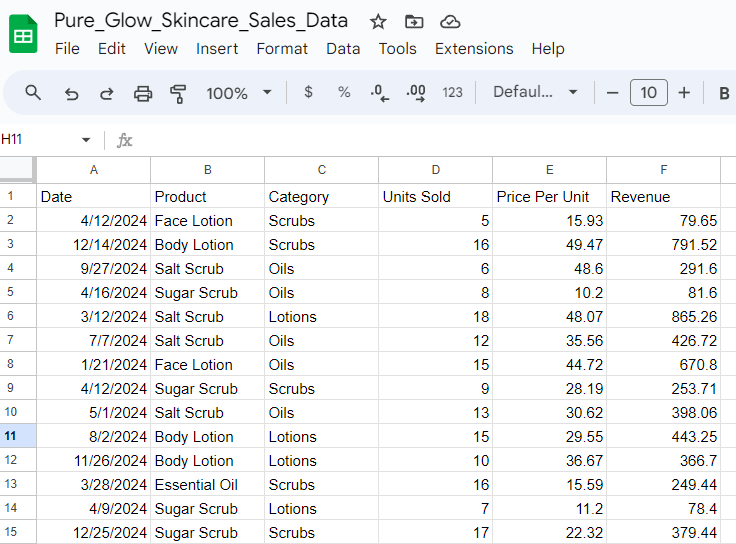 Pure_Glow_Skincare_Sales_Data
File Edit View Insert Format Data Tools Extensions Help
100% $ % .0 .00 123 Defaul... 10 B
H11 fx
A B C D E F
1 Date Product Category Units Sold Price Per Unit Revenue
2 4/12/2024 Face Lotion Scrubs 5 15.93 79.65
3 12/14/2024 Body Lotion Scrubs 16 49.47 791.52
4 9/27/2024 Salt Scrub Oils 6 48.6 291.6
5 4/16/2024 Sugar Scrub Oils 8 10.2 81.6
6 3/12/2024 Salt Scrub Lotions 18 48.07 865.26
7 7/7/2024 Salt Scrub Oils 12 35.56 426.72
8 1/21/2024 Face Lotion Oils 15 44.72 670.8
9 4/12/2024 Sugar Scrub Scrubs 9 28.19 253.71
10 5/1/2024 Salt Scrub Oils 13 30.62 398.06
11 8/2/2024 Body Lotion Lotions 15 29.55 443.25
12 11/26/2024 Body Lotion Lotions 10 36.67 366.7
13 3/28/2024 Essential Oil Scrubs 16 15.59 249.44
14 4/9/2024 Sugar Scrub Lotions 7 11.2 78.4
15 12/25/2024 Sugar Scrub Scrubs 17 22.32 379.44